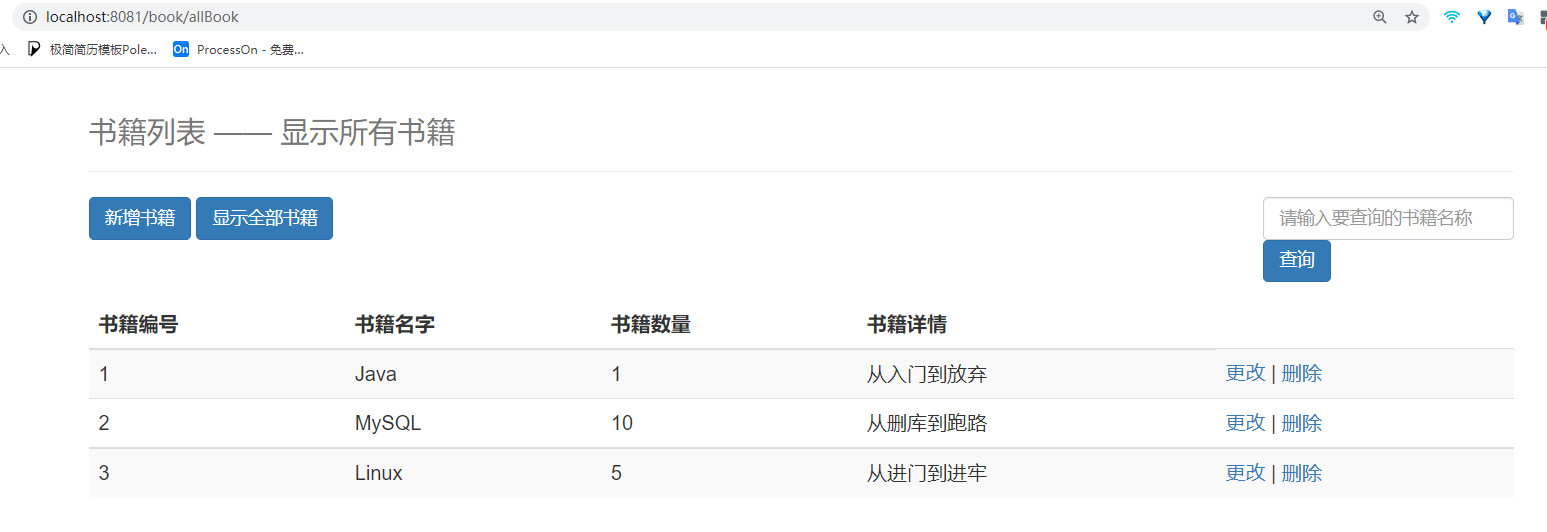 localhost:8081/book/allBook
入 极简简历模板Pole... On ProcessOn - 免费...
书籍列表 —— 显示所有书籍
新增书籍 显示全部书籍 请输入要查询的书籍名称
查询
书籍编号 书籍名字 书籍数量 书籍详情
1 Java 1 从入门到放弃 更改 | 删除
2 MySQL 10 从删库到跑路 更改 | 删除
3 Linux 5 从进门到进牢 更改 | 删除